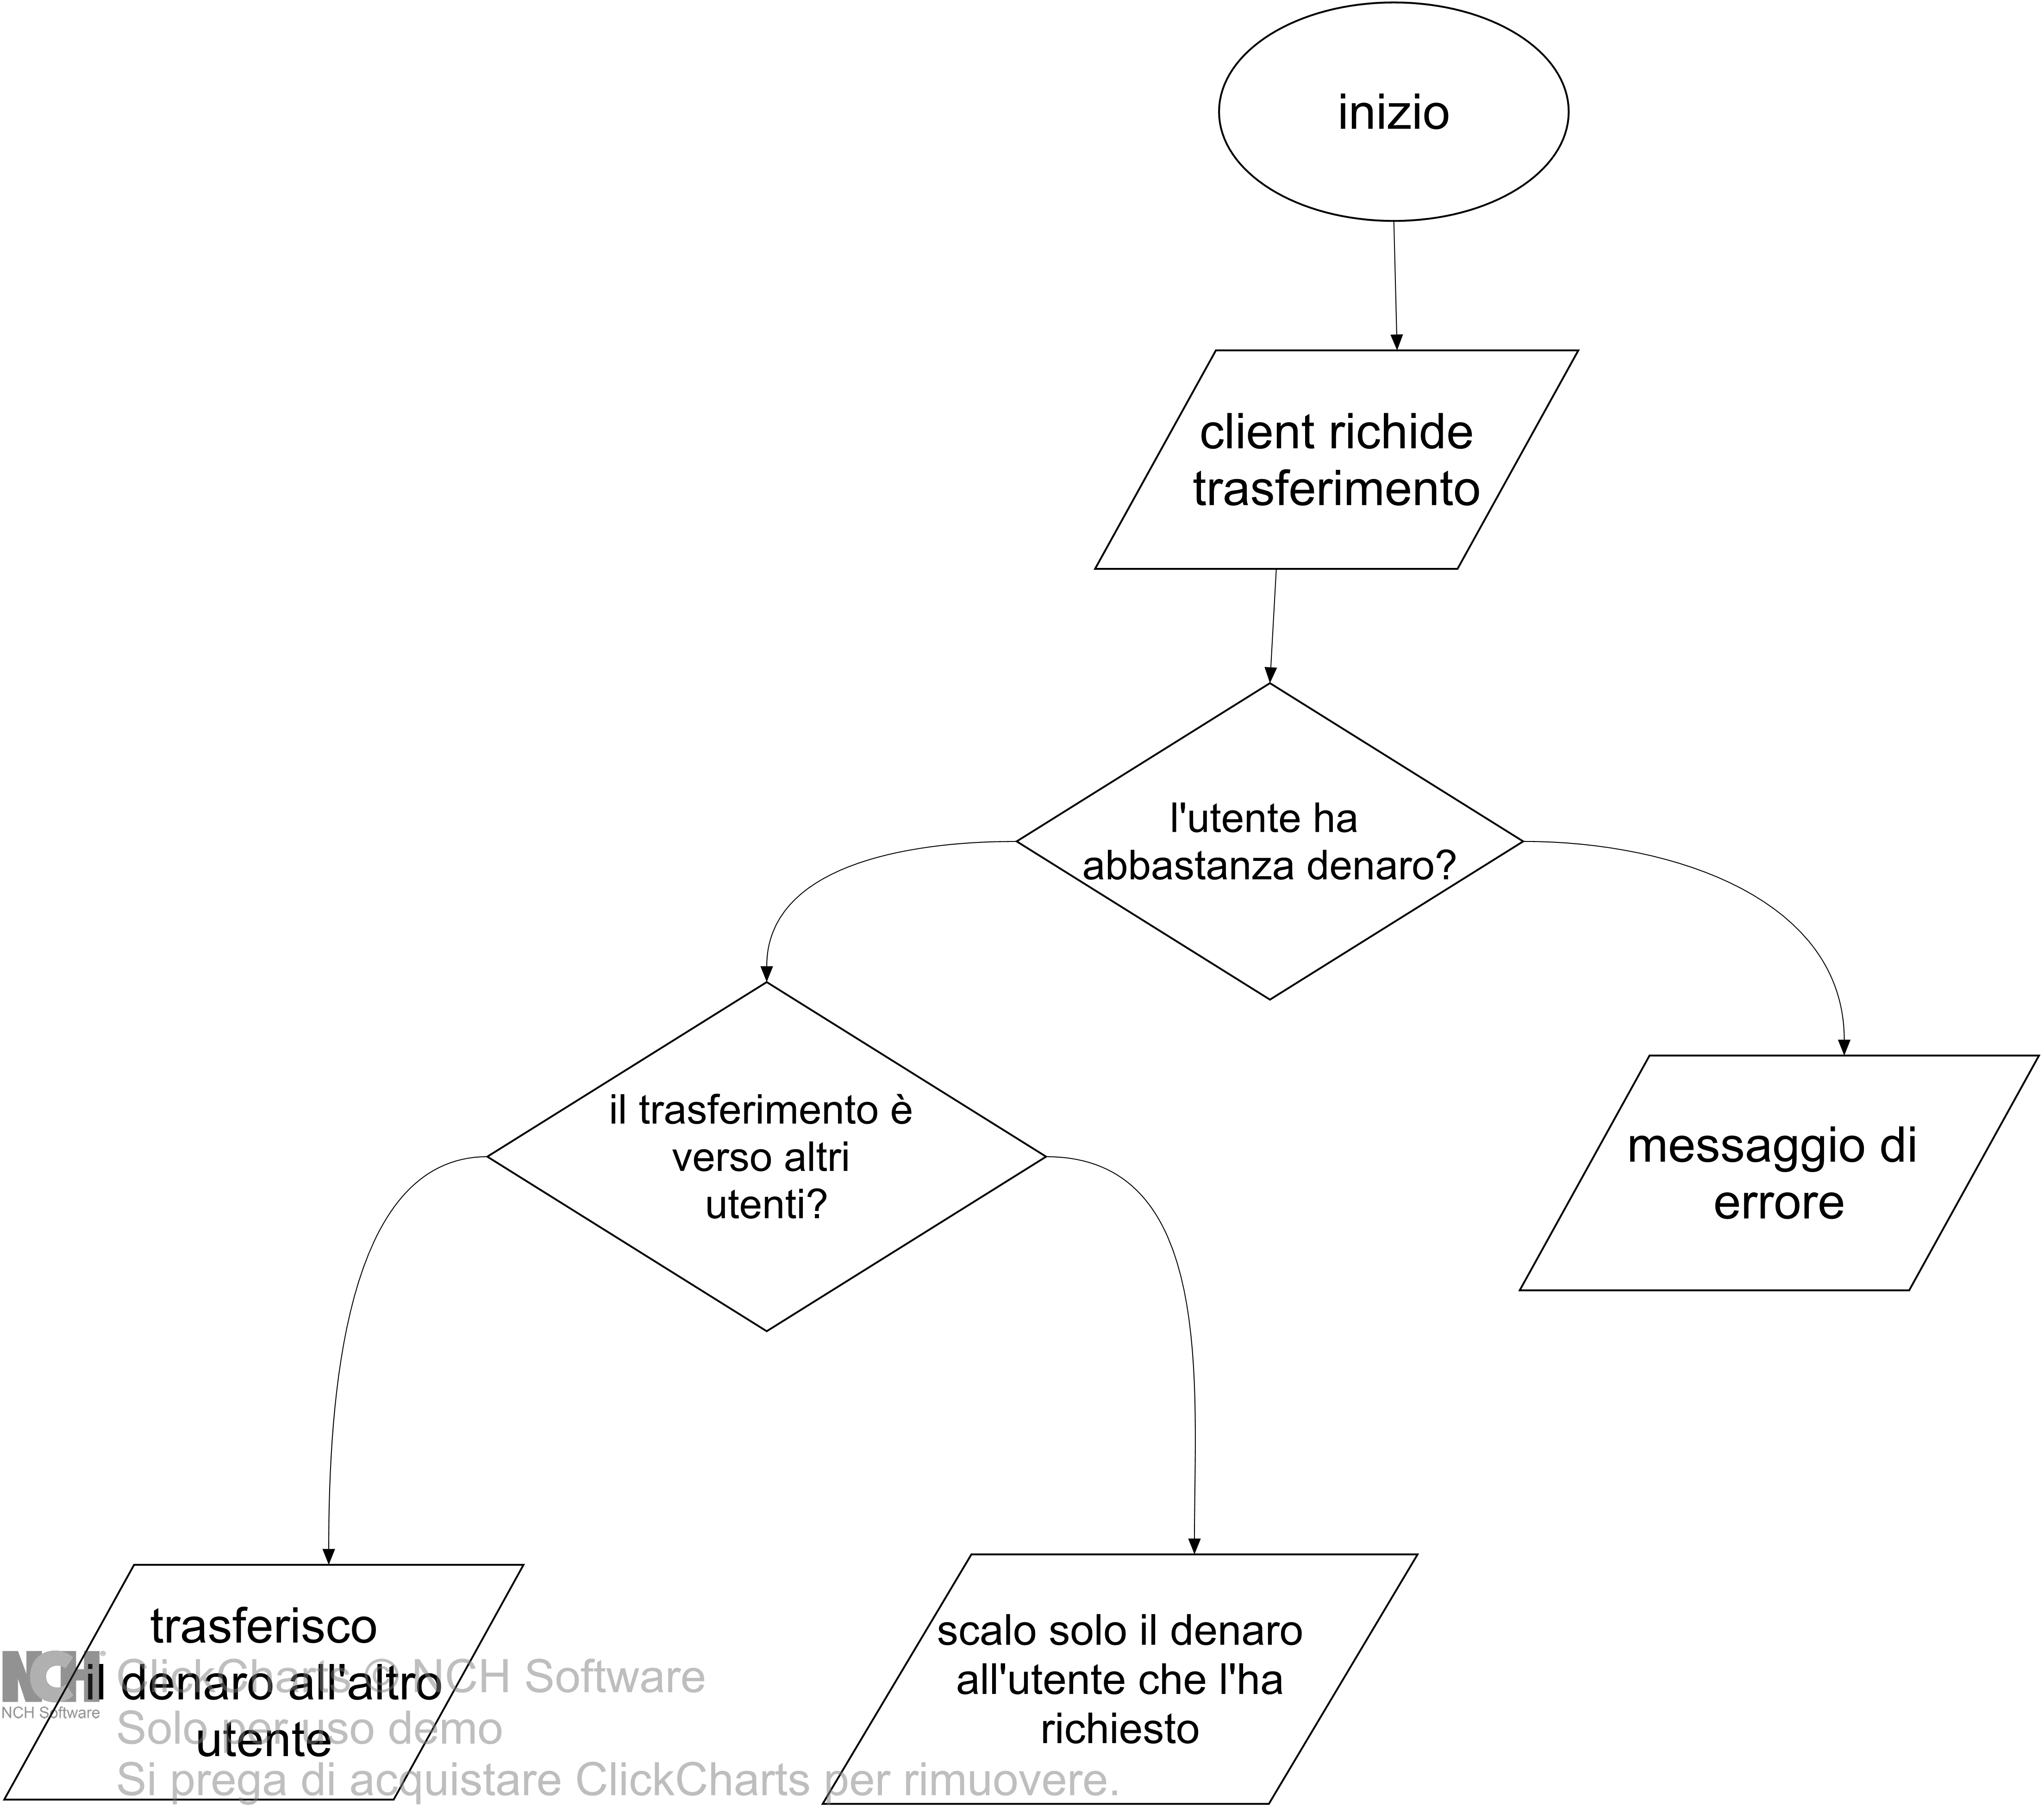 inizio
client richide
trasferimento
l'utente ha
abbastanza denaro?
il trasferimento è
verso altri
utenti?
messaggio di
errore
trasferisco
il denaro all'altro
utente
scalo solo il denaro
all'utente che l'ha
richiesto
NCH
NCH Software
ClickCharts © NCH Software
Solo per uso demo
Si prega di acquistare ClickCharts per rimuovere.